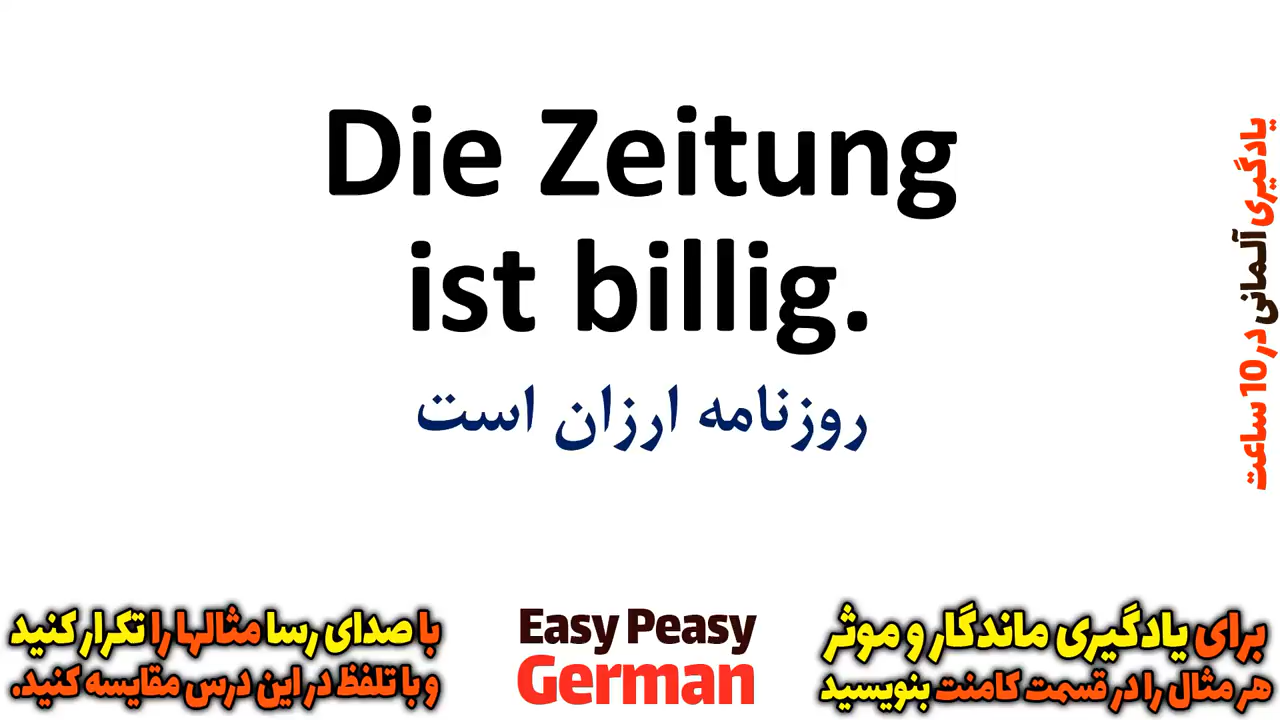 Die Zeitung
ist billig.
روزنامه ارزان است
یادگیری آلمانی در 10 ساعت
برای یادگیری ماندگار و موثر
هر مثال را در قسمت کامنت بنویسید
Easy Peasy
German
با صدای رسا مثالها را تکرار کنید
و با تلفظ در این درس مقایسه کنید.